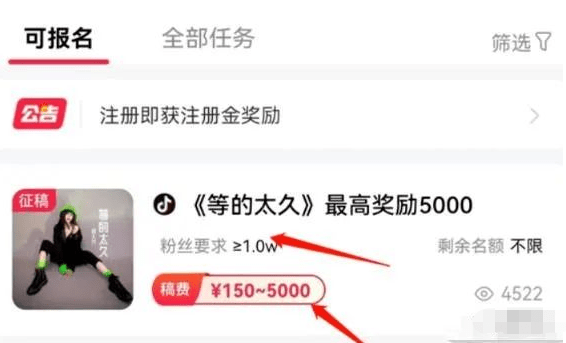 可报名 全部任务 筛选
公告 注册即获注册金奖励
征稿 《等的太久》最高奖励5000
等的太久
粉丝要求 ≥1.0w 剩余名额 不限
稿费 ¥150~5000 4522